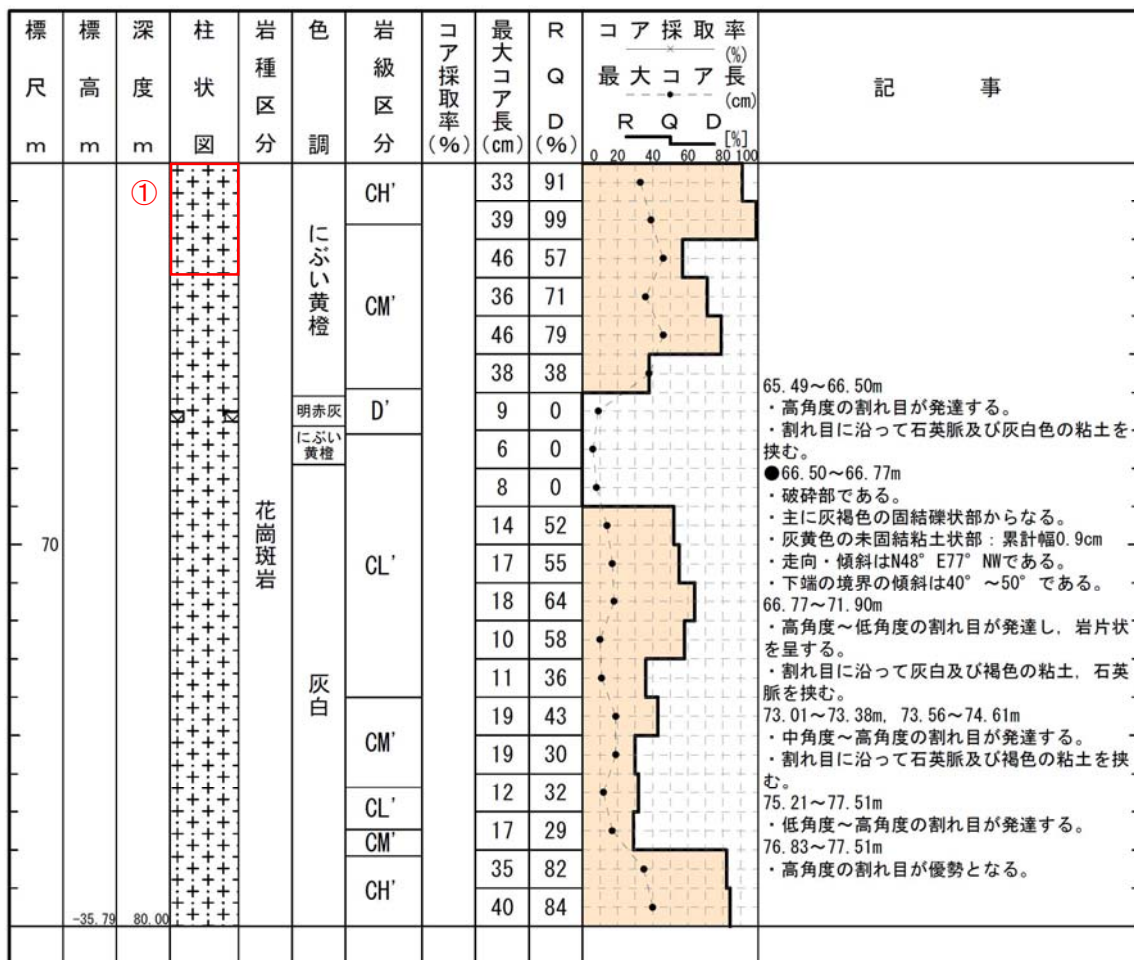 標尺m
標高m
深度m
柱状図
岩種区分
色調
岩級区分
コア採取率(%)
最大コア長(cm)
RQD(%)
コア採取率
(%)
最大コア長
(cm)
RQD
[%]
0 20 40 60 80 100
記事
①
70
-35.79
80.00
花崗斑岩
にぶい黄橙
明赤灰
にぶい
黄橙
灰白
CH'
CM'
D'
CL'
CM'
CL'
CM'
CH'
33 91
39 99
46 57
36 71
46 79
38 38
9 0
6 0
8 0
14 52
17 55
18 64
10 58
11 36
19 43
19 30
12 32
17 29
35 82
40 84
65.49～66.50m
・高角度の割れ目が発達する。
・割れ目に沿って石英脈及び灰白色の粘土を
挟む。
●66.50～66.77m
・破砕部である。
・主に灰褐色の固結礫状部からなる。
・灰黄色の未固結粘土状部：累計幅0.9cm
・走向・傾斜はN48°E77°NWである。
・下端の境界の傾斜は40°～50°である。
66.77～71.90m
・高角度～低角度の割れ目が発達し，岩片状
を呈する。
・割れ目に沿って灰白及び褐色の粘土，石英
脈を挟む。
73.01～73.38m，73.56～74.61m
・中角度～高角度の割れ目が発達する。
・割れ目に沿って石英脈及び褐色の粘土を挟
む。
75.21～77.51m
・低角度～高角度の割れ目が発達する。
76.83～77.51m
・高角度の割れ目が優勢となる。